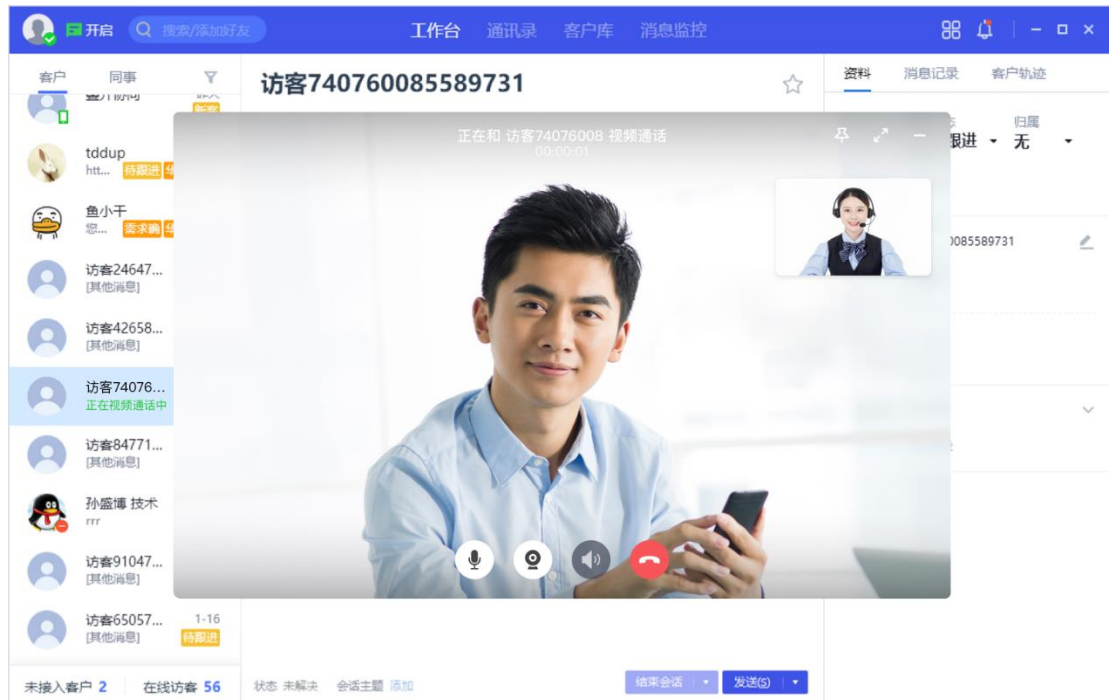 开启
搜索/添加好友
工作台 通讯录 客户库 消息监控
客户 同事
访客740760085589731
资料 消息记录 客户轨迹
正在和 访客74076008 视频通话
00:00:01
归属
跟进 无
tddup
htt... 待跟进
鱼小干
您... 需求确
访客24647...
[其他消息]
0085589731
访客42658...
[其他消息]
访客74076...
正在视频通话中
访客84771...
[其他消息]
孙盛博 技术
rrr
访客91047...
[其他消息]
访客65057... 1-16
[其他消息] 待跟进
未接入客户 2 在线访客 56
状态 未解决 会话主题 添加
结束会话 发送(S)